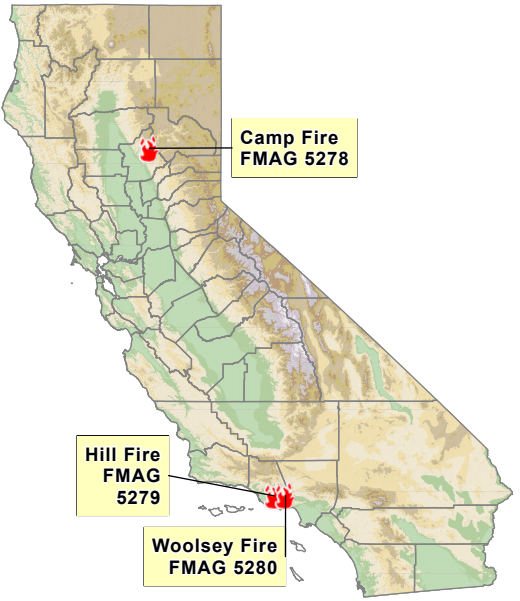 Camp Fire
FMAG 5278
Hill Fire
FMAG
5279
Woolsey Fire
FMAG 5280